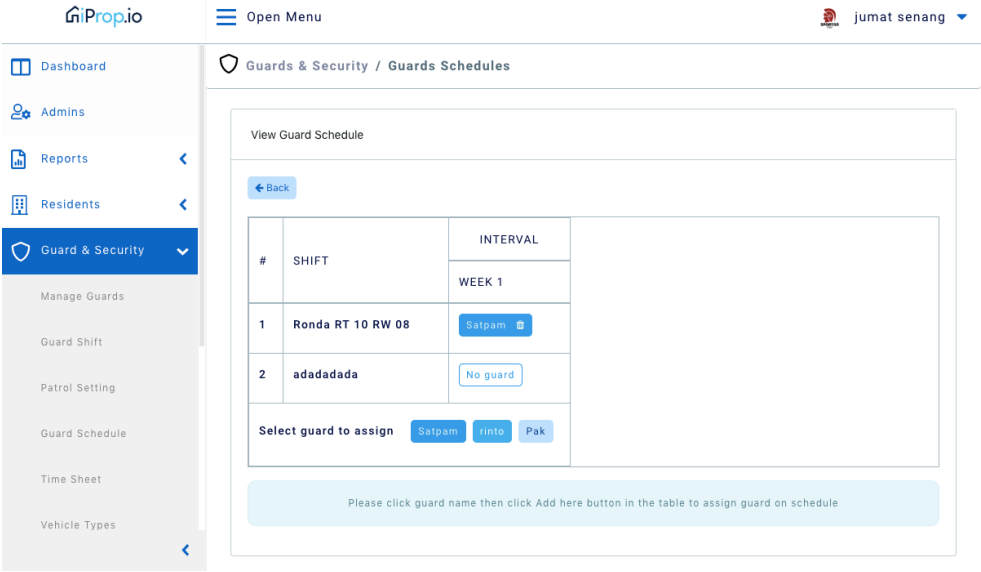 GiProp.io
Open Menu
jumat senang
Dashboard
Admins
Reports
Residents
Guard & Security
Manage Guards
Guard Shift
Patrol Setting
Guard Schedule
Time Sheet
Vehicle Types
Guards & Security / Guards Schedules
View Guard Schedule
Back
# SHIFT INTERVAL
WEEK 1
1 Ronda RT 10 RW 08 Satpam
2 adadadada No guard
Select guard to assign Satpam rinto Pak
Please click guard name then click Add here button in the table to assign guard on schedule